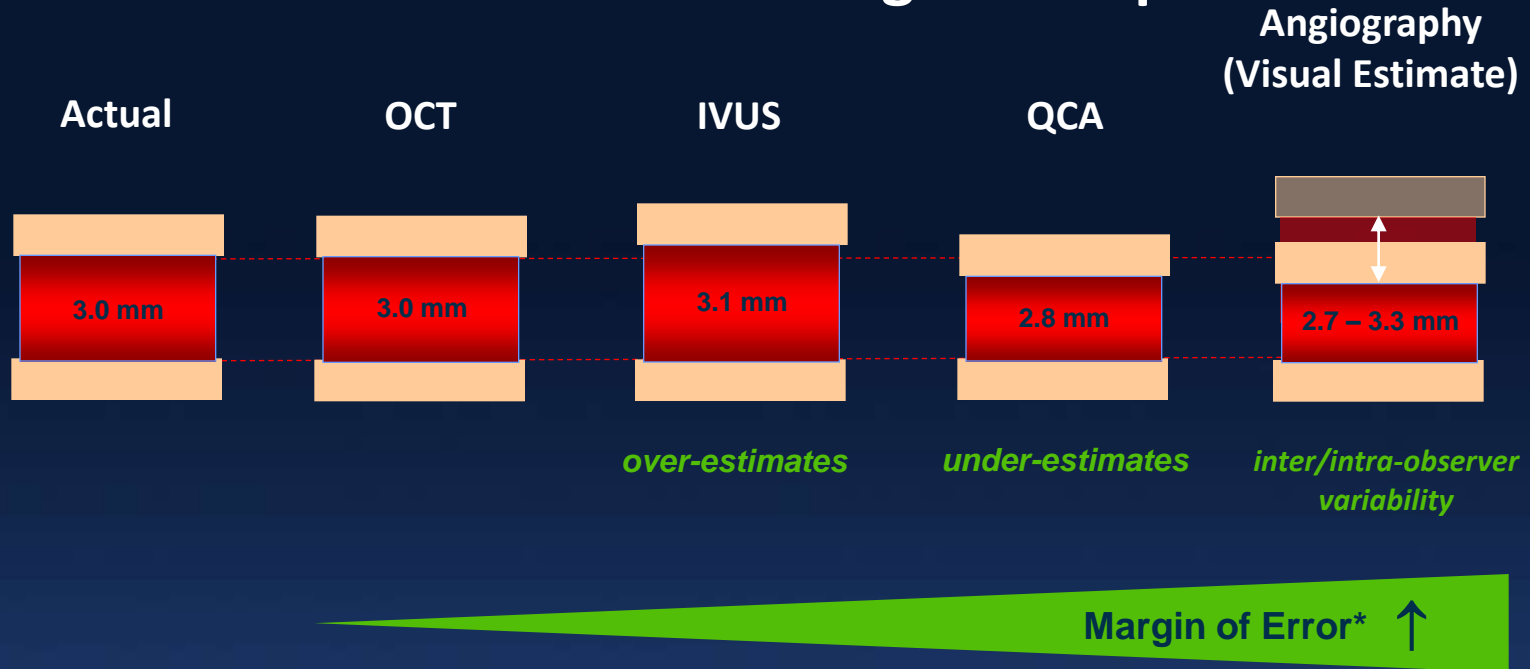 Angiography
(Visual Estimate)
Actual
OCT
IVUS
QCA
3.0 mm
3.0 mm
3.1 mm
2.8 mm
2.7 – 3.3 mm
over-estimates
under-estimates
inter/intra-observer
variability
Margin of Error* ↑